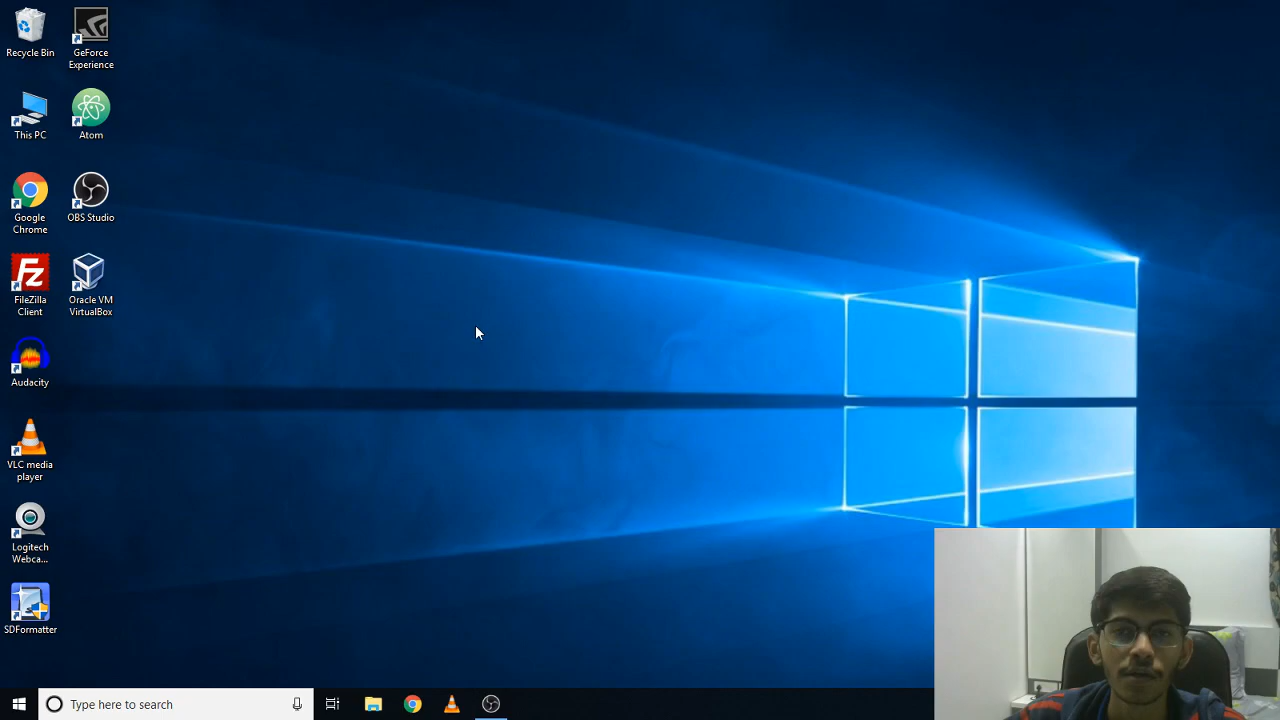 Recycle Bin
GeForce
Experience
This PC
Atom
Google
Chrome
OBS Studio
FileZilla
Client
Oracle VM
VirtualBox
Audacity
VLC media
player
Logitech
Webca...
SDFormatter
Type here to search